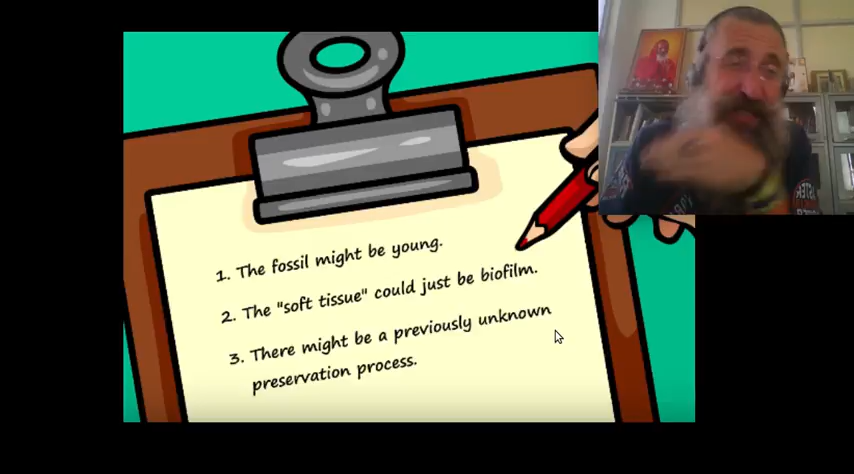 1. The fossil might be young.
2. The "soft tissue" could just be biofilm.
3. There might be a previously unknown
preservation process.